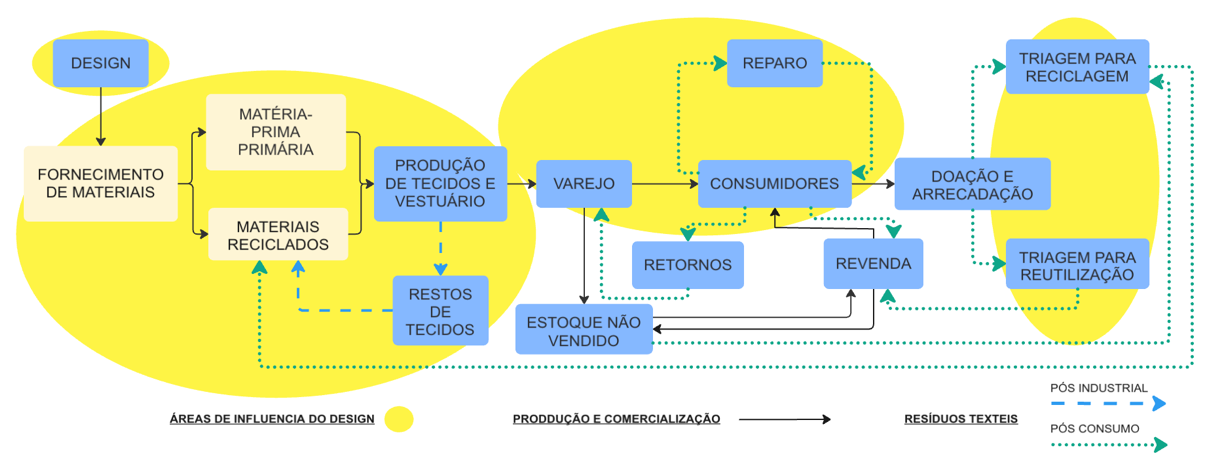 DESIGN
FORNECIMENTO
DE MATERIAIS
MATÉRIA-
PRIMA
PRIMÁRIA
MATERIAIS
RECICLADOS
PRODUÇÃO
DE TECIDOS E
VESTUÁRIO
RESTOS
DE
TECIDOS
VAREJO
ESTOQUE NÃO
VENDIDO
REPARO
CONSUMIDORES
RETORNOS
REVENDA
DOAÇÃO E
ARRECADAÇÃO
TRIAGEM PARA
RECICLAGEM
TRIAGEM PARA
REUTILIZAÇÃO
ÁREAS DE INFLUENCIA DO DESIGN
PRODDUÇÃO E COMERCIALIZAÇÃO
RESÍDUOS TEXTEIS
PÓS INDUSTRIAL
PÓS CONSUMO